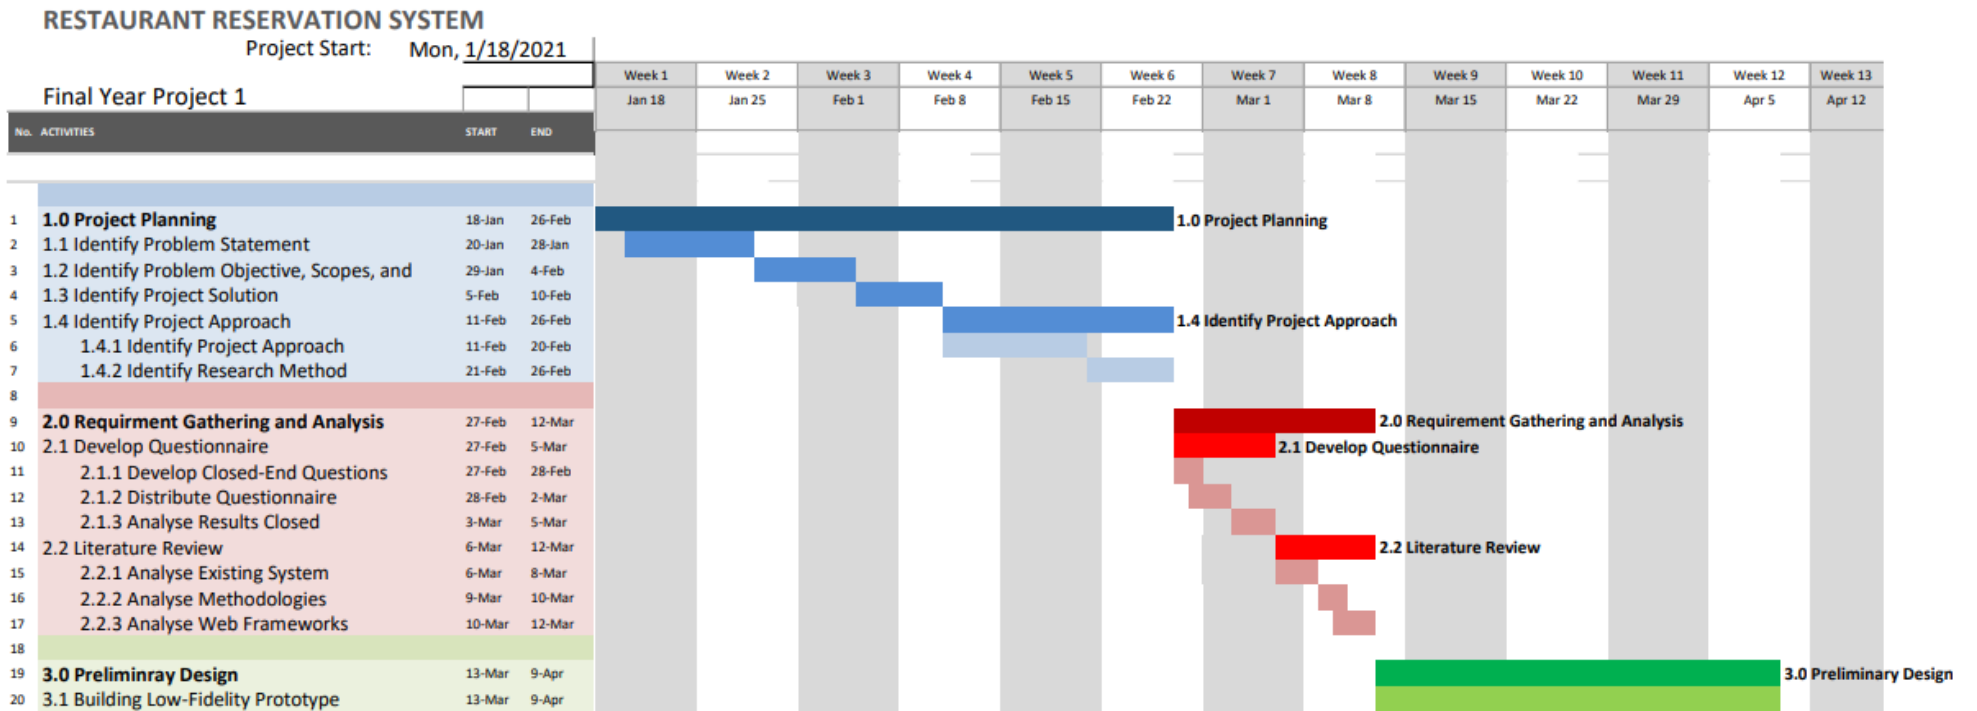 RESTAURANT RESERVATION SYSTEM
Project Start: Mon, 1/18/2021
Week 1 Week 2 Week 3 Week 4 Week 5 Week 6 Week 7 Week 8 Week 9 Week 10 Week 11 Week 12 Week 13
Final Year Project 1 Jan 18 Jan 25 Feb 1 Feb 8 Feb 15 Feb 22 Mar 1 Mar 8 Mar 15 Mar 22 Mar 29 Apr 5 Apr 12
No. ACTIVITIES START END
1 1.0 Project Planning 18-Jan 26-Feb 1.0 Project Planning
2 1.1 Identify Problem Statement 20-Jan 28-Jan
3 1.2 Identify Problem Objective, Scopes, and 29-Jan 4-Feb
4 1.3 Identify Project Solution 5-Feb 10-Feb
5 1.4 Identify Project Approach 11-Feb 26-Feb 1.4 Identify Project Approach
6 1.4.1 Identify Project Approach 11-Feb 20-Feb
7 1.4.2 Identify Research Method 21-Feb 26-Feb
8
9 2.0 Requirment Gathering and Analysis 27-Feb 12-Mar 2.0 Requirement Gathering and Analysis
10 2.1 Develop Questionnaire 27-Feb 5-Mar 2.1 Develop Questionnaire
11 2.1.1 Develop Closed-End Questions 27-Feb 28-Feb
12 2.1.2 Distribute Questionnaire 28-Feb 2-Mar
13 2.1.3 Analyse Results Closed 3-Mar 5-Mar
14 2.2 Literature Review 6-Mar 12-Mar 2.2 Literature Review
15 2.2.1 Analyse Existing System 6-Mar 8-Mar
16 2.2.2 Analyse Methodologies 9-Mar 10-Mar
17 2.2.3 Analyse Web Frameworks 10-Mar 12-Mar
18
19 3.0 Preliminray Design 13-Mar 9-Apr 3.0 Preliminary Design
20 3.1 Building Low-Fidelity Prototype 13-Mar 9-Apr